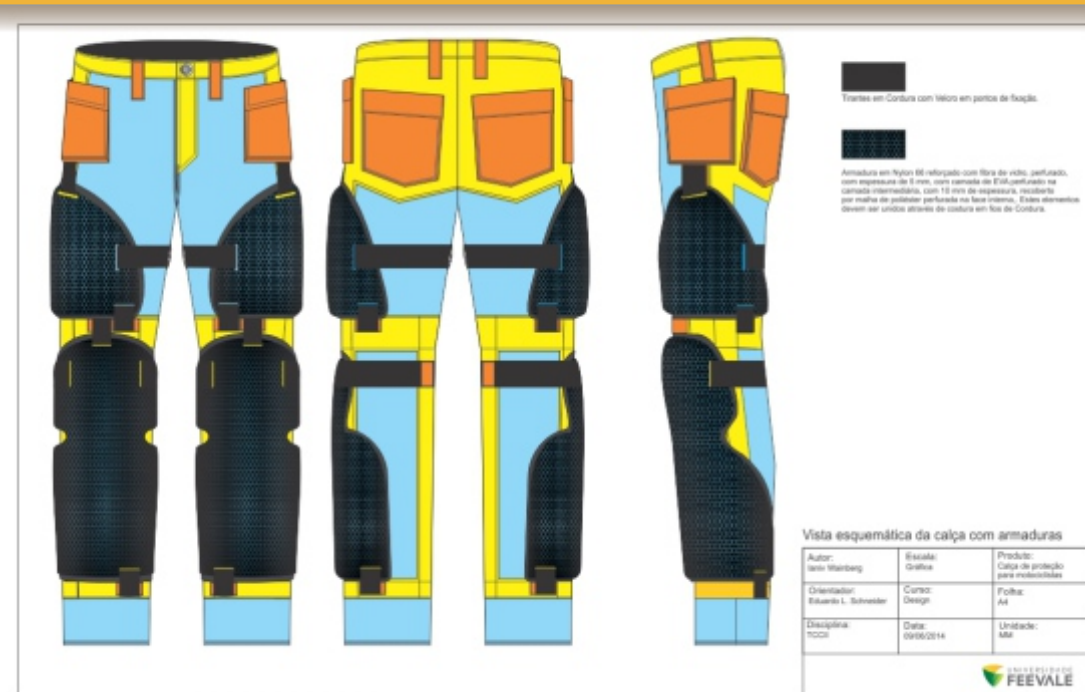 Tirantes em Cordura com Velcro em pontos de fixação.
Armadura em Nylon 66 reforçado com fibra de vidro, perfurado,
com espessura de 5 mm, com camada de EVA perfurado na
camada intermediária, com 10 mm de espessura, recoberto
por malha de poliéster perfurada na face interna,. Estes elementos
devem ser unidos através de costura em fios de Cordura.
Vista esquemática da calça com armaduras
Autor:
Weinberg
Escala:
Gráfica
Produto:
Calça de proteção
para motociclistas
Orientador:
Eduardo L. Schneider
Curso:
Design
Folha:
A4
Disciplina:
TCCII
Data:
09/06/2014
Unidade:
MM
UNIVERSIDADE
FEEVALE